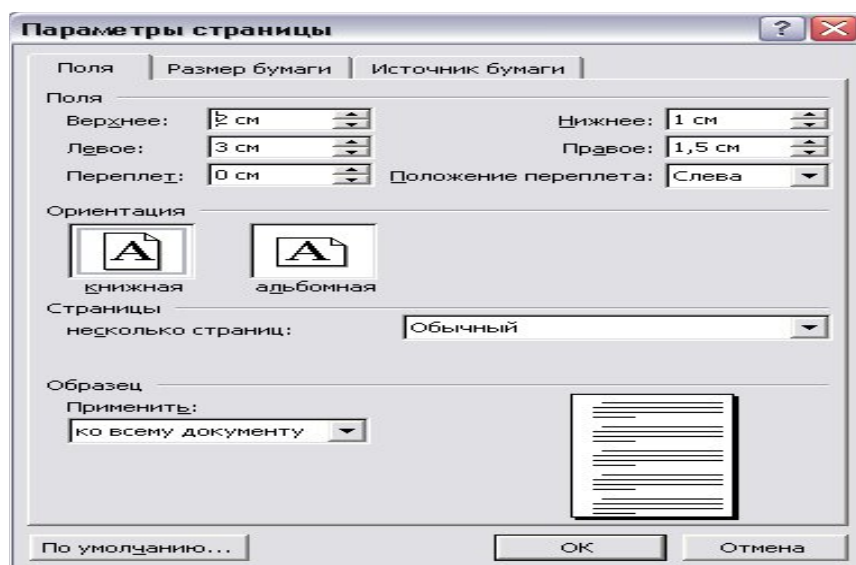 Параметры страницы
Поля Размер бумаги Источник бумаги
Поля
Верхнее: 2 см Нижнее: 1 см
Левое: 3 см Правое: 1,5 см
Переплет: 0 см Положение переплета: Слева
Ориентация
A A
книжная альбомная
Страницы
несколько страниц: Обычный
Образец
Применить:
ко всему документу
По умолчанию... ОК Отмена